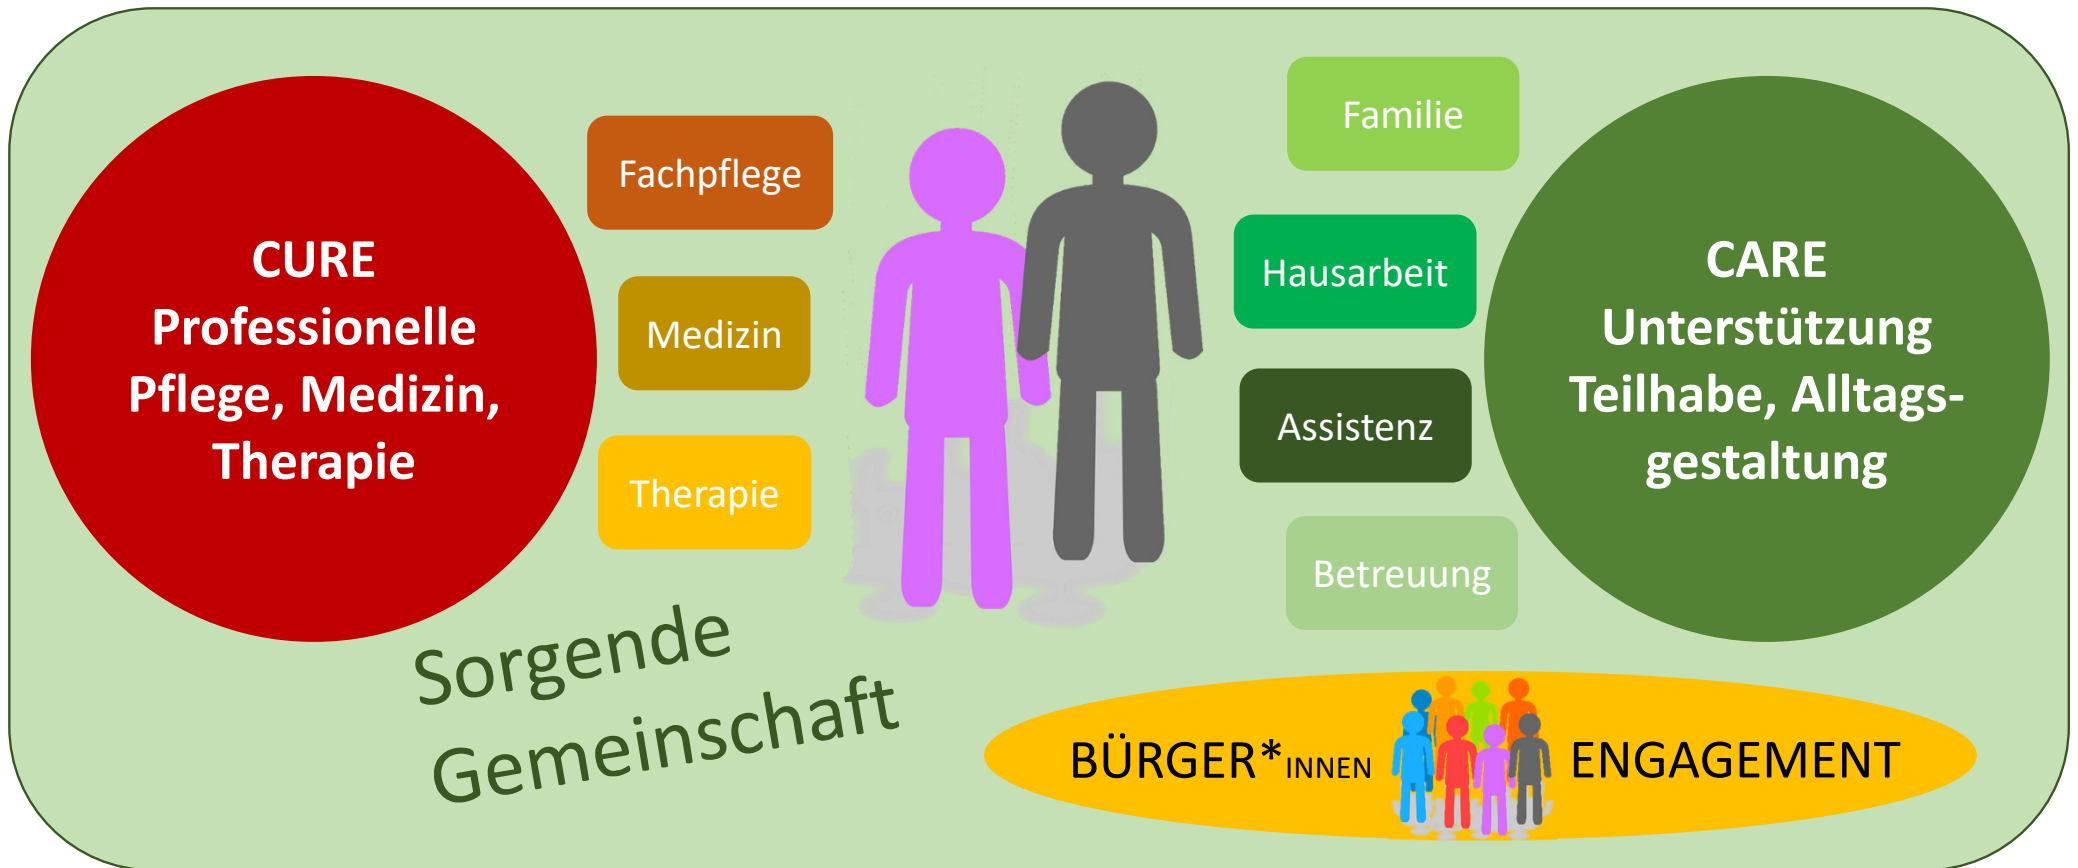 CURE
Professionelle
Pflege, Medizin,
Therapie
Fachpflege
Medizin
Therapie
Familie
Hausarbeit
Assistenz
Betreuung
CARE
Unterstützung
Teilhabe, Alltags-
gestaltung
Sorgende
Gemeinschaft
BÜRGER*INNEN ENGAGEMENT